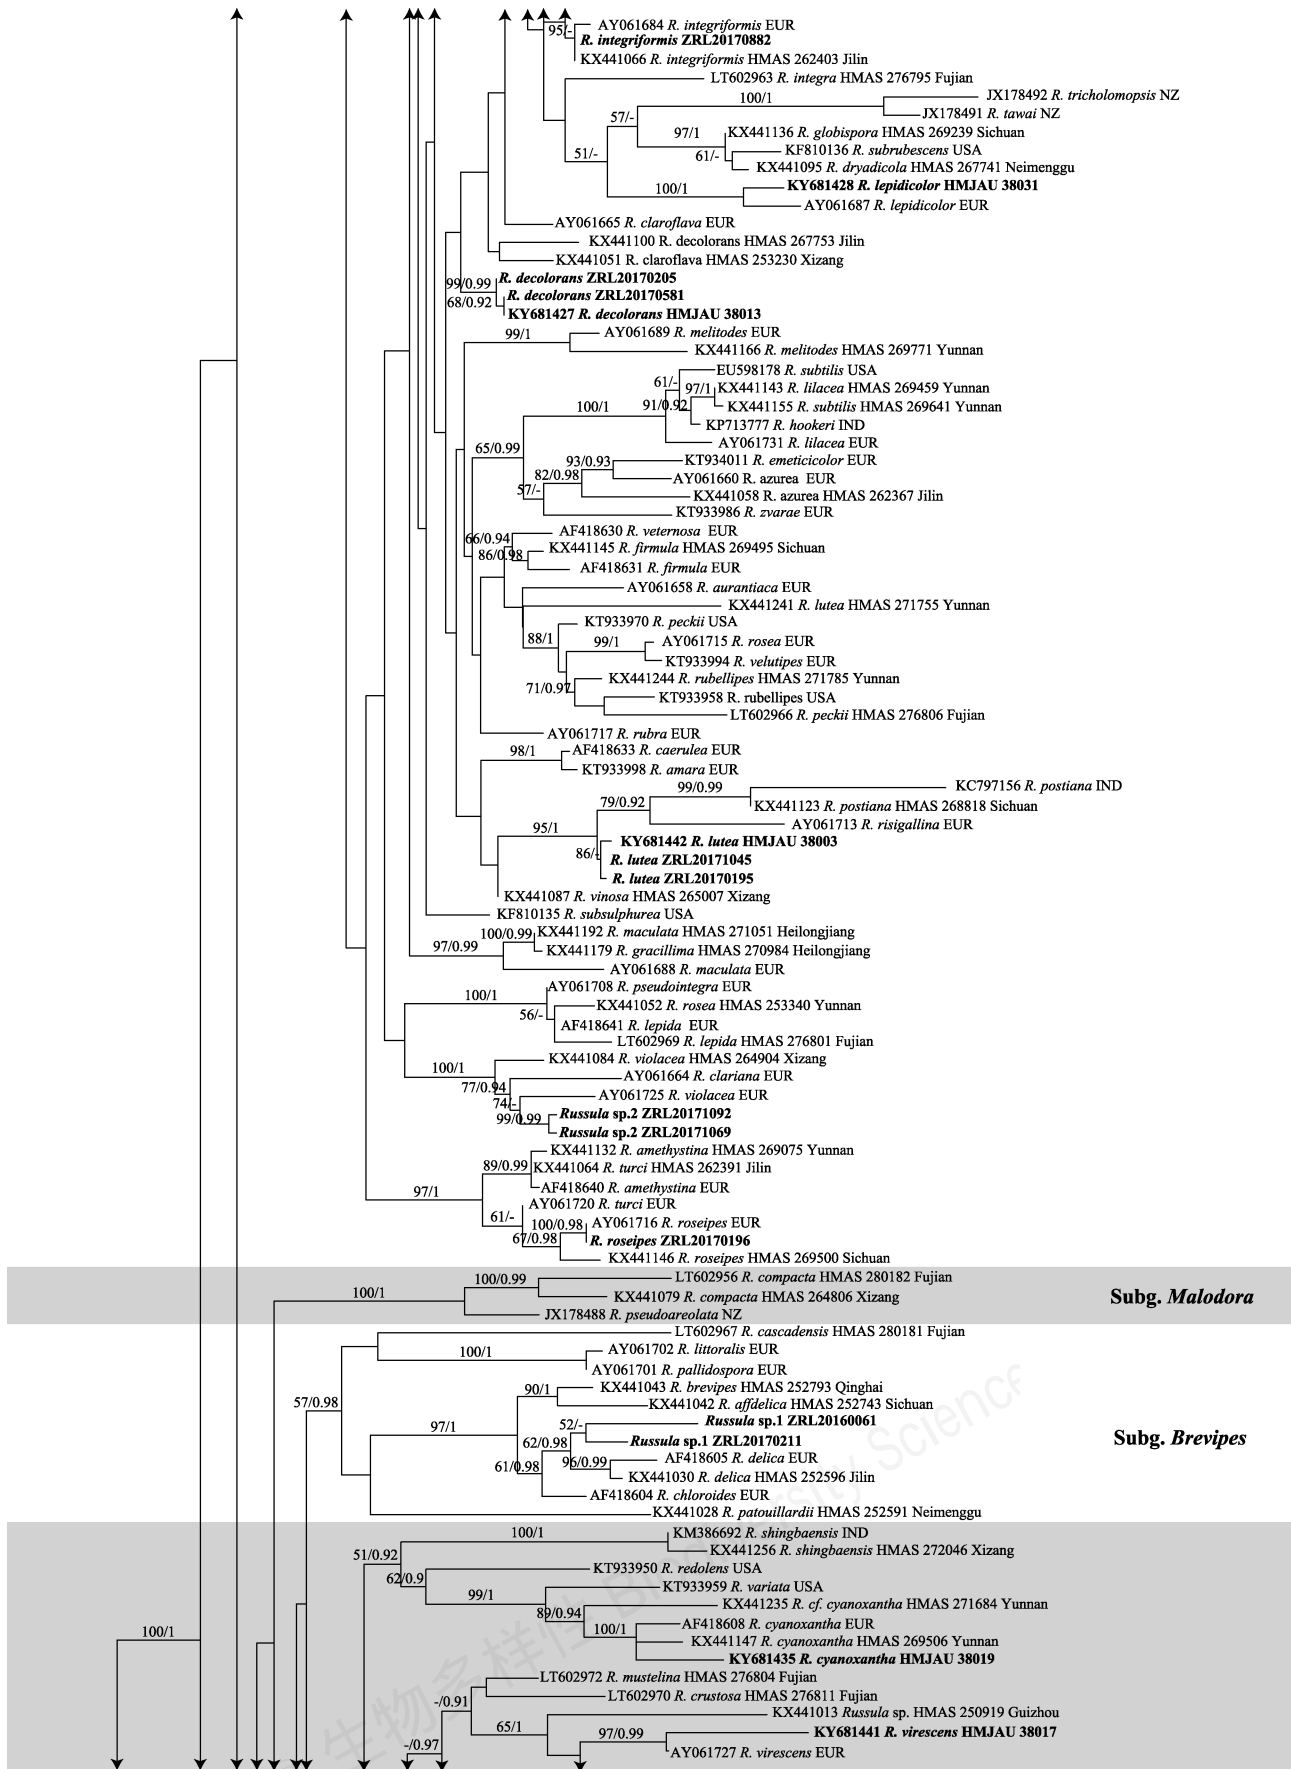 AY061684 R. integriformis EUR
95/-
R. integriformis ZRL20170882
KX441066 R. integriformis HMAS 262403 Jilin
LT602963 R. integra HMAS 276795 Fujian
100/1
JX178492 R. tricholomopsis NZ
JX178491 R. tawai NZ
57/-
97/1
KX441136 R. globispora HMAS 269239 Sichuan
KF810136 R. subrubescens USA
51/-
61/-
KX441095 R. dryadicola HMAS 267741 Neimenggu
100/1
KY681428 R. lepidicolor HMJAU 38031
AY061687 R. lepidicolor EUR
AY061665 R. claroflava EUR
KX441100 R. decolorans HMAS 267753 Jilin
KX441051 R. claroflava HMAS 253230 Xizang
R. decolorans ZRL20170205
99/0.99
R. decolorans ZRL20170581
68/0.92
KY681427 R. decolorans HMJAU 38013
99/1
AY061689 R. melitodes EUR
KX441166 R. melitodes HMAS 269771 Yunnan
EU598178 R. subtilis USA
61/-
97/1
KX441143 R. lilacea HMAS 269459 Yunnan
100/1
91/0.92
KX441155 R. subtilis HMAS 269641 Yunnan
KP713777 R. hookeri IND
AY061731 R. lilacea EUR
65/0.99
93/0.93
KT934011 R. emeticicolor EUR
82/0.98
AY061660 R. azurea EUR
57/-
KX441058 R. azurea HMAS 262367 Jilin
KT933986 R. zvarae EUR
66/0.94
AF418630 R. veternosa EUR
86/0.98
KX441145 R. firmula HMAS 269495 Sichuan
AF418631 R. firmula EUR
AY061658 R. aurantiaca EUR
KX441241 R. lutea HMAS 271755 Yunnan
KT933970 R. peckii USA
88/1
99/1
AY061715 R. rosea EUR
KT933994 R. velutipes EUR
KX441244 R. rubellipes HMAS 271785 Yunnan
71/0.97
KT933958 R. rubellipes USA
LT602966 R. peckii HMAS 276806 Fujian
AY061717 R. rubra EUR
98/1
AF418633 R. caerulea EUR
KT933998 R. amara EUR
99/0.99
KC797156 R. postiana IND
79/0.92
KX441123 R. postiana HMAS 268818 Sichuan
AY061713 R. risigallina EUR
95/1
KY681442 R. lutea HMJAU 38003
86/-
R. lutea ZRL20171045
R. lutea ZRL20170195
KX441087 R. vinosa HMAS 265007 Xizang
KF810135 R. subsulphurea USA
100/0.99
KX441192 R. maculata HMAS 271051 Heilongjiang
97/0.99
KX441179 R. gracillima HMAS 270984 Heilongjiang
AY061688 R. maculata EUR
100/1
AY061708 R. pseudointegra EUR
KX441052 R. rosea HMAS 253340 Yunnan
56/-
AF418641 R. lepida EUR
LT602969 R. lepida HMAS 276801 Fujian
100/1
KX441084 R. violacea HMAS 264904 Xizang
AY061664 R. clariana EUR
77/0.94
74/-
AY061725 R. violacea EUR
99/0.99
Russula sp.2 ZRL20171092
Russula sp.2 ZRL20171069
KX441132 R. amethystina HMAS 269075 Yunnan
89/0.99
KX441064 R. turci HMAS 262391 Jilin
97/1
AF418640 R. amethystina EUR
AY061720 R. turci EUR
61/-
100/0.98
AY061716 R. roseipes EUR
67/0.98
R. roseipes ZRL20170196
KX441146 R. roseipes HMAS 269500 Sichuan
100/0.99
LT602956 R. compacta HMAS 280182 Fujian
100/1
KX441079 R. compacta HMAS 264806 Xizang
Subg. Malodora
JX178488 R. pseudoareolata NZ
LT602967 R. cascadensis HMAS 280181 Fujian
100/1
AY061702 R. littoralis EUR
AY061701 R. pallidospora EUR
90/1
KX441043 R. brevipes HMAS 252793 Qinghai
57/0.98
KX441042 R. affdelica HMAS 252743 Sichuan
97/1
52/-
Russula sp.1 ZRL20160061
62/0.98
Russula sp.1 ZRL20170211
Subg. Brevipes
61/0.98
96/0.99
AF418605 R. delica EUR
KX441030 R. delica HMAS 252596 Jilin
AF418604 R. chloroides EUR
KX441028 R. patouillardii HMAS 252591 Neimenggu
100/1
KM386692 R. shingbaensis IND
51/0.92
KX441256 R. shingbaensis HMAS 272046 Xizang
62/0.9
KT933950 R. redolens USA
99/1
KT933959 R. variata USA
89/0.94
KX441235 R. cf. cyanoxantha HMAS 271684 Yunnan
100/1
AF418608 R. cyanoxantha EUR
100/1
KX441147 R. cyanoxantha HMAS 269506 Yunnan
KY681435 R. cyanoxantha HMJAU 38019
LT602972 R. mustelina HMAS 276804 Fujian
-/0.91
LT602970 R. crustosa HMAS 276811 Fujian
65/1
KX441013 Russula sp. HMAS 250919 Guizhou
97/0.99
KY681441 R. virescens HMJAU 38017
-/0.97
AY061727 R. virescens EUR
生物多样性 Biodiversity Science